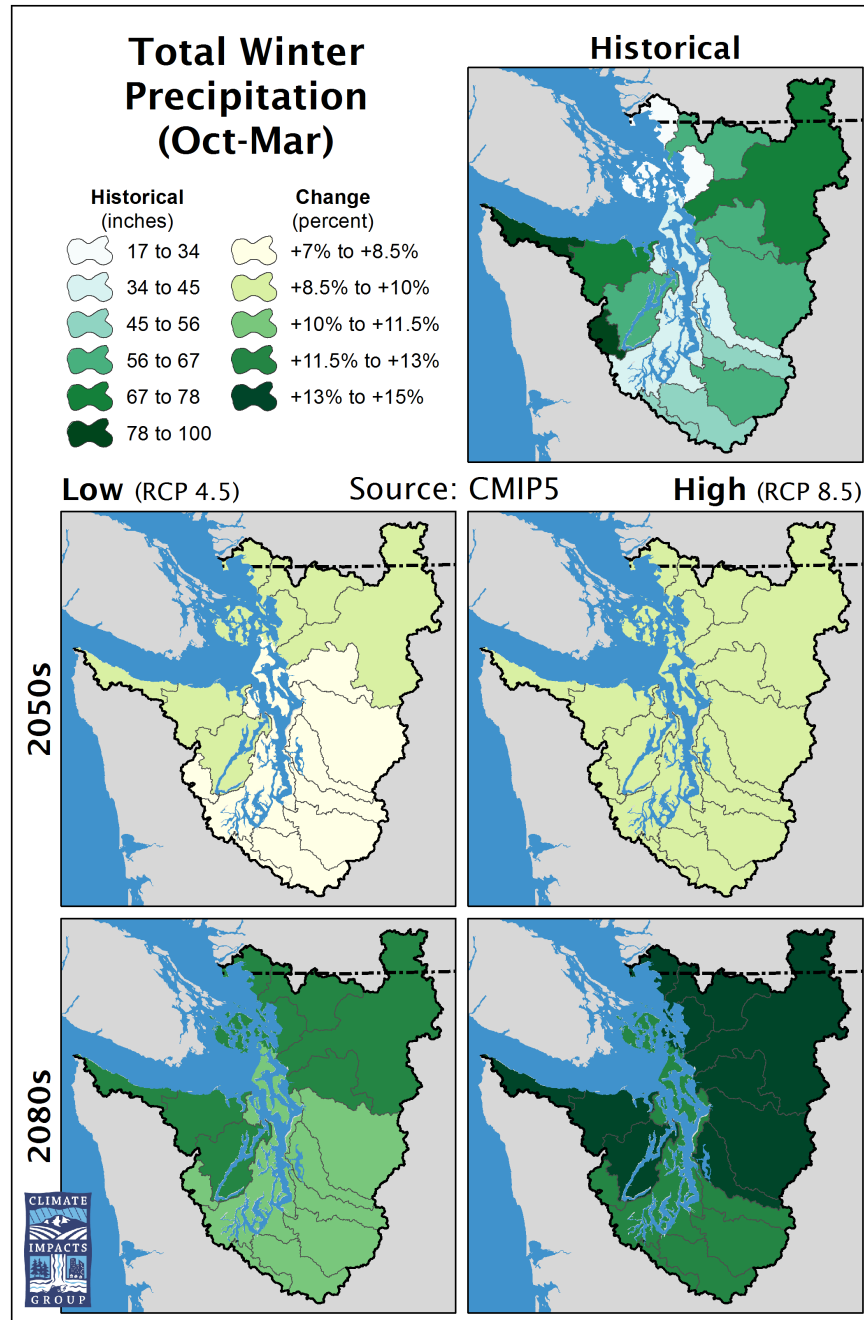 Total Winter
Precipitation
(Oct-Mar)
Historical
Historical
(inches)
17 to 34
34 to 45
45 to 56
56 to 67
67 to 78
78 to 100
Change
(percent)
+7% to +8.5%
+8.5% to +10%
+10% to +11.5%
+11.5% to +13%
+13% to +15%
Low (RCP 4.5)
Source: CMIP5
High (RCP 8.5)
2050s
2080s
CLIMATE
IMPACTS
GROUP